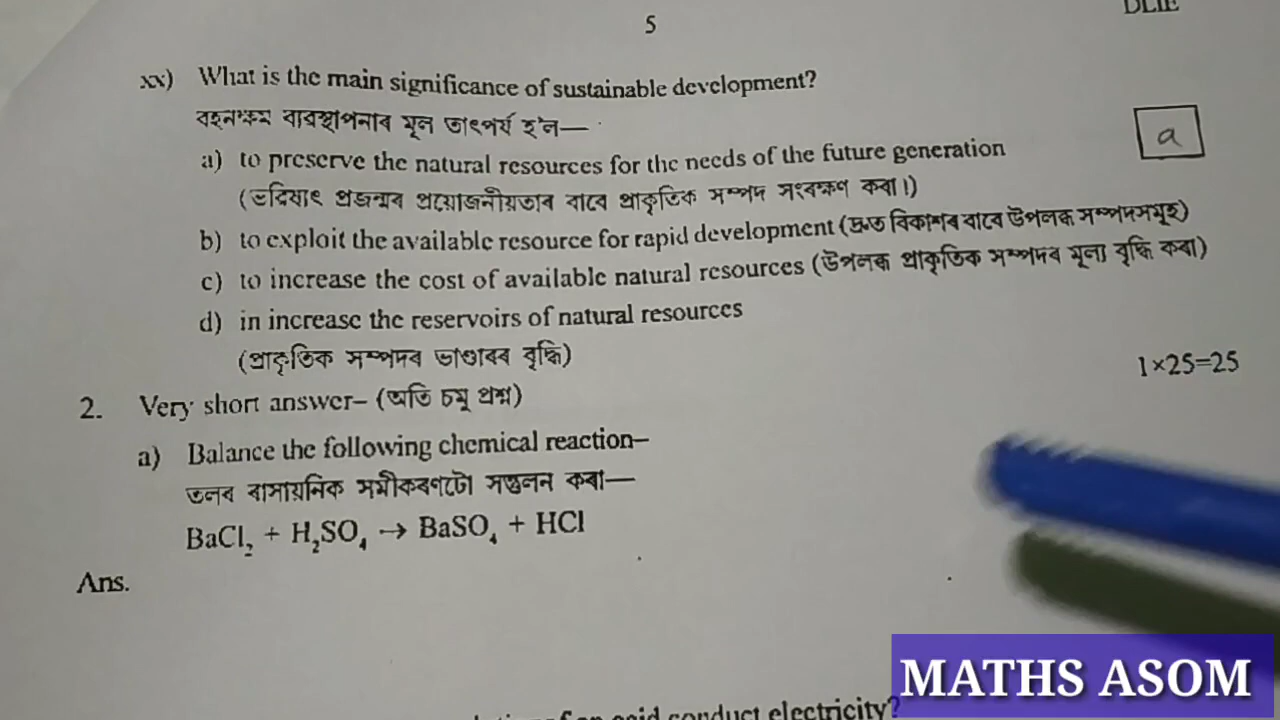 5
DLIE
xx) What is the main significance of sustainable development?
বহনক্ষম ব্যৱস্থাপনাৰ মূল তাৎপৰ্য হ'ল—
a) to preserve the natural resources for the needs of the future generation
a
(ভৱিষ্যৎ প্ৰজন্মৰ প্ৰয়োজনীয়তাৰ বাবে প্ৰাকৃতিক সম্পদ সংৰক্ষণ কৰা।)
b) to exploit the available resource for rapid development (দ্ৰুত বিকাশৰ বাবে উপলব্ধ সম্পদসমূহ)
c) to increase the cost of available natural resources (উপলব্ধ প্ৰাকৃতিক সম্পদৰ মূল্য বৃদ্ধি কৰা)
d) in increase the reservoirs of natural resources
(প্ৰাকৃতিক সম্পদৰ ভাণ্ডাৰৰ বৃদ্ধি)
1×25=25
2. Very short answer– (অতি চমু প্ৰশ্ন)
a) Balance the following chemical reaction–
তলৰ ৰাসায়নিক সমীকৰণটো সন্তুলন কৰা—
BaCl₂ + H₂SO₄ → BaSO₄ + HCl
Ans.
acid conduct electricity?
MATHS ASOM